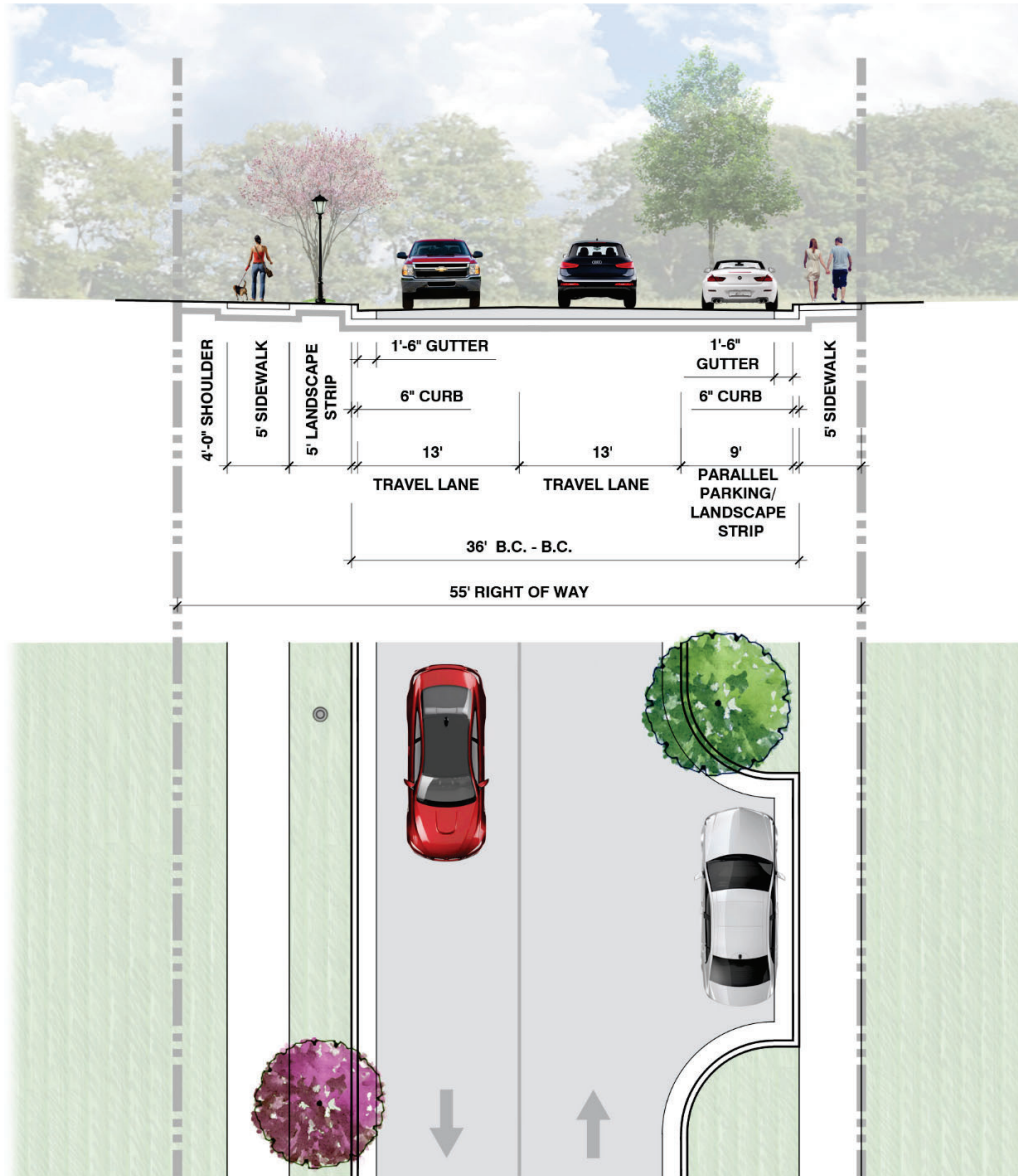 1'-6" GUTTER
1'-6"
GUTTER
6" CURB
6" CURB
4'-0" SHOULDER
5' SIDEWALK
5' LANDSCAPE
STRIP
13'
TRAVEL LANE
13'
TRAVEL LANE
9'
PARALLEL
PARKING/
LANDSCAPE
STRIP
5' SIDEWALK
36' B.C. - B.C.
55' RIGHT OF WAY